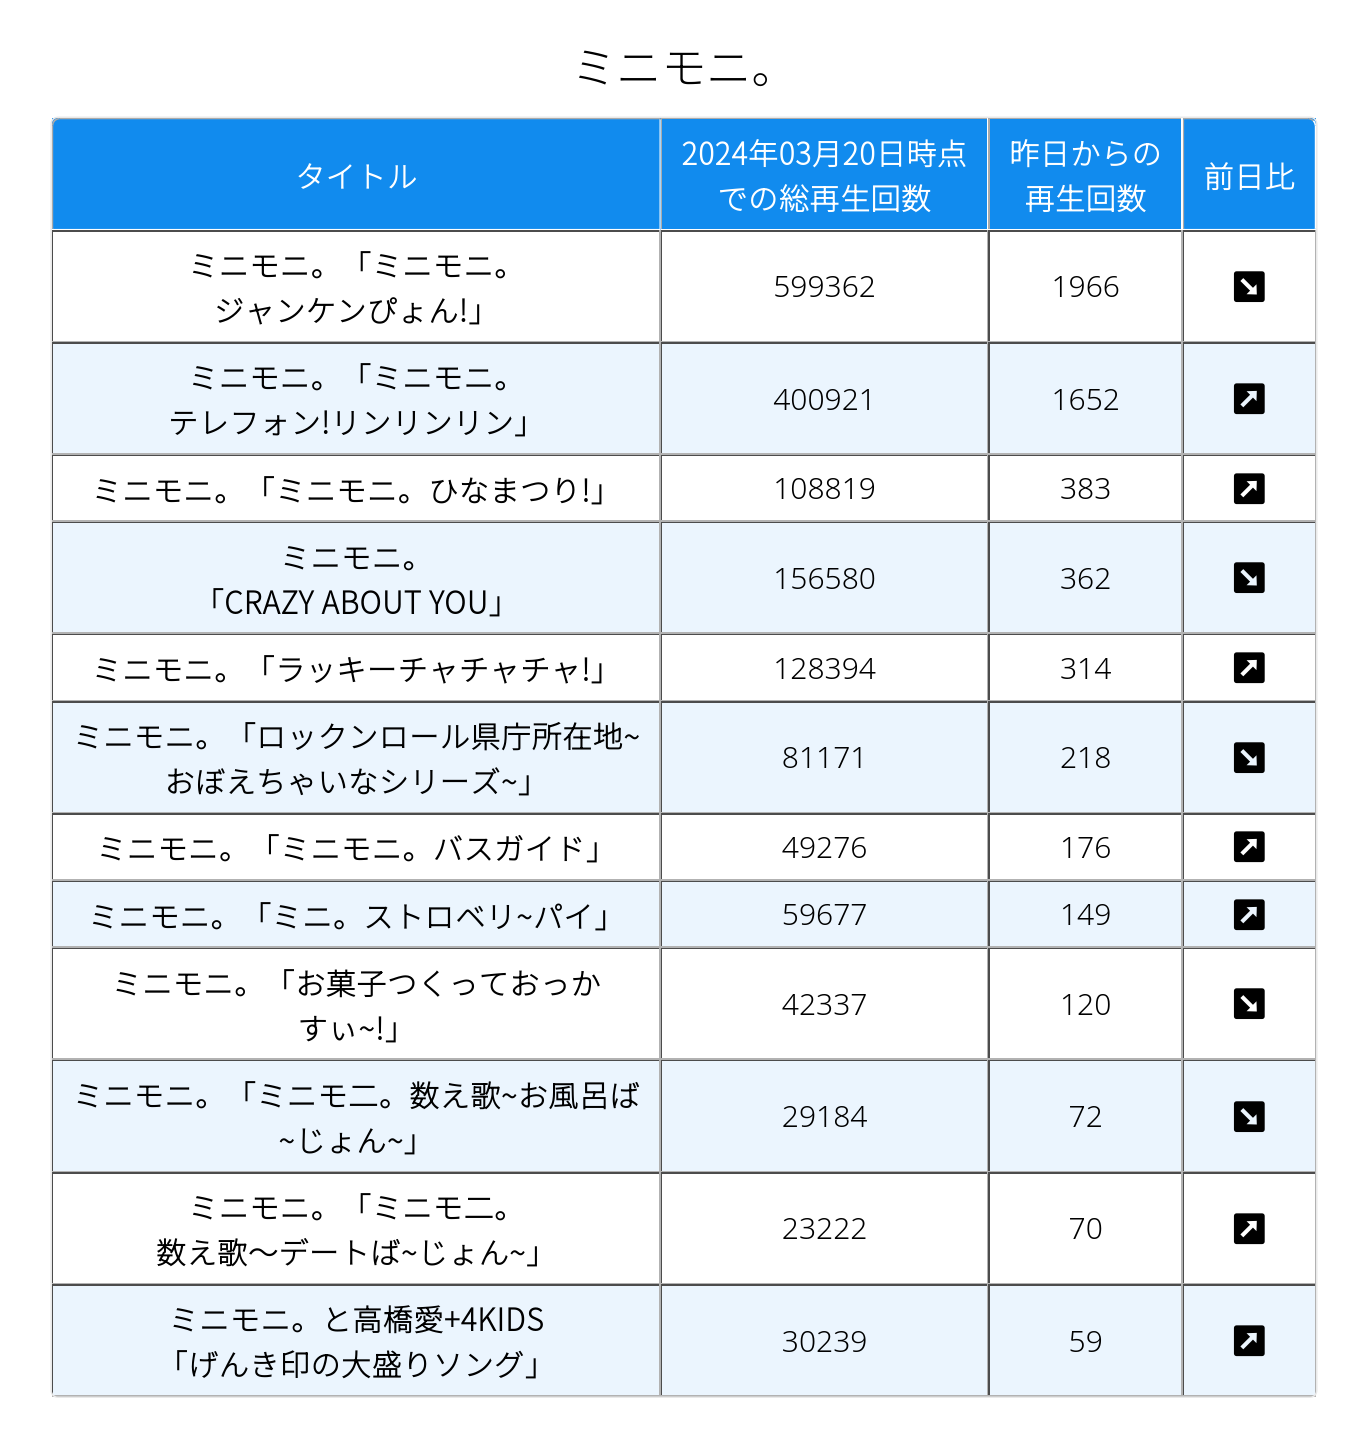 ミニモニ。
タイトル
2024年03月20日時点
での総再生回数
昨日からの
再生回数
前日比
ミニモニ。「ミニモニ。
ジャンケンぴょん!」
599362
1966
ミニモニ。「ミニモニ。
テレフォン!リンリンリン」
400921
1652
ミニモニ。「ミニモニ。ひなまつり!」
108819
383
ミニモニ。
「CRAZY ABOUT YOU」
156580
362
ミニモニ。「ラッキーチャチャチャ!」
128394
314
ミニモニ。「ロックンロール県庁所在地~
おぼえちゃいなシリーズ~」
81171
218
ミニモニ。「ミニモニ。バスガイド」
49276
176
ミニモニ。「ミニ。ストロベリ~パイ」
59677
149
ミニモニ。「お菓子つくっておっか
すぃ~!」
42337
120
ミニモニ。「ミニモ二。数え歌~お風呂ば
~じょん~」
29184
72
ミニモニ。「ミニモ二。
数え歌〜デートば~じょん~」
23222
70
ミニモニ。と高橋愛+4KIDS
「げんき印の大盛りソング」
30239
59